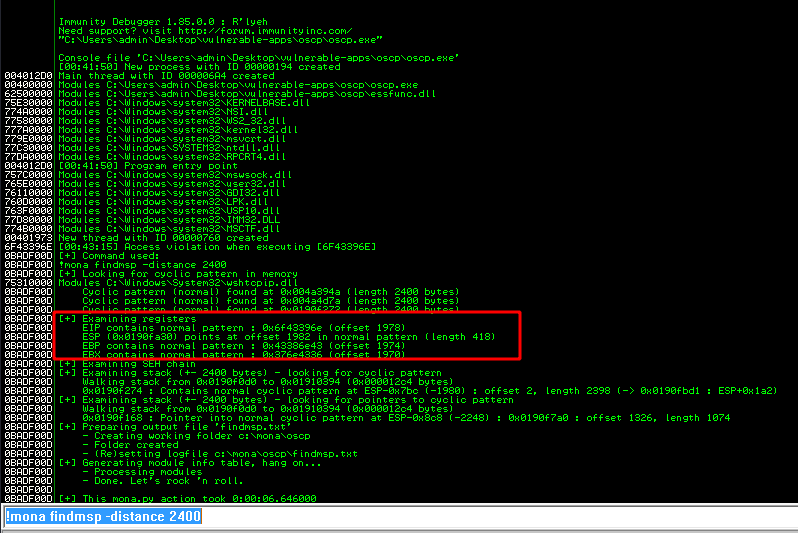 Immunity Debugger 1.85.0.0 : R'lyeh
Need support? visit http://forum.immunityinc.com/
"C:\Users\admin\Desktop\vulnerable-apps\oscp\oscp.exe"
Console file 'C:\Users\admin\Desktop\vulnerable-apps\oscp\oscp.exe'
[00:41:50] New process with ID 00000194 created
004012D0 Main thread with ID 000006A4 created
00400000 Modules C:\Users\admin\Desktop\vulnerable-apps\oscp\oscp.exe
62500000 Modules C:\Users\admin\Desktop\vulnerable-apps\oscp\essfunc.dll
75E30000 Modules C:\Windows\system32\KERNELBASE.dll
774A0000 Modules C:\Windows\system32\NSI.dll
77580000 Modules C:\Windows\system32\WS2_32.dll
777A0000 Modules C:\Windows\system32\kernel32.dll
779E0000 Modules C:\Windows\system32\msvcrt.dll
77C30000 Modules C:\Windows\SYSTEM32\ntdll.dll
77DA0000 Modules C:\Windows\system32\RPCRT4.dll
004012D0 [00:41:50] Program entry point
757C0000 Modules C:\Windows\system32\mswsock.dll
765E0000 Modules C:\Windows\system32\user32.dll
76110000 Modules C:\Windows\system32\GDI32.dll
760D0000 Modules C:\Windows\system32\LPK.dll
763F0000 Modules C:\Windows\system32\USP10.dll
77D80000 Modules C:\Windows\system32\IMM32.DLL
774B0000 Modules C:\Windows\system32\MSCTF.dll
00401973 New thread with ID 00000760 created
6F43396E [00:43:15] Access violation when executing [6F43396E]
0BADF00D [+] Command used:
0BADF00D !mona findmsp -distance 2400
0BADF00D [+] Looking for cyclic pattern in memory
75310000 Modules C:\Windows\System32\wshtcpip.dll
0BADF00D Cyclic pattern (normal) found at 0x004a394a (length 2400 bytes)
0BADF00D Cyclic pattern (normal) found at 0x004a4d7a (length 2400 bytes)
0BADF00D Cyclic pattern (normal) found at 0x0190f272 (length 2400 bytes)
0BADF00D [+] Examining registers
0BADF00D EIP contains normal pattern : 0x6f43396e (offset 1978)
0BADF00D ESP (0x0190fa30) points at offset 1982 in normal pattern (length 418)
0BADF00D EBP contains normal pattern : 0x43386e43 (offset 1974)
0BADF00D EBX contains normal pattern : 0x376e4336 (offset 1970)
0BADF00D [+] Examining SEH chain
0BADF00D [+] Examining stack (+- 2400 bytes) - looking for cyclic pattern
0BADF00D Walking stack from 0x0190f0d0 to 0x01910394 (0x000012c4 bytes)
0BADF00D 0x0190f274 : Contains normal cyclic pattern at ESP-0x7bc (-1980) : offset 2, length 2398 (-> 0x0190fbd1 : ESP+0x1a2)
0BADF00D [+] Examining stack (+- 2400 bytes) - looking for pointers to cyclic pattern
0BADF00D Walking stack from 0x0190f0d0 to 0x01910394 (0x000012c4 bytes)
0BADF00D 0x0190f168 : Pointer into normal cyclic pattern at ESP-0x8c8 (-2248) : 0x0190f7a0 : offset 1326, length 1074
0BADF00D [+] Preparing output file 'findmsp.txt'
0BADF00D - Creating working folder c:\mona\oscp
0BADF00D - Folder created
0BADF00D - (Re)setting logfile c:\mona\oscp\findmsp.txt
0BADF00D [+] Generating module info table, hang on...
0BADF00D - Processing modules
0BADF00D - Done. Let's rock 'n roll.
0BADF00D
0BADF00D [+] This mona.py action took 0:00:06.646000
!mona findmsp -distance 2400